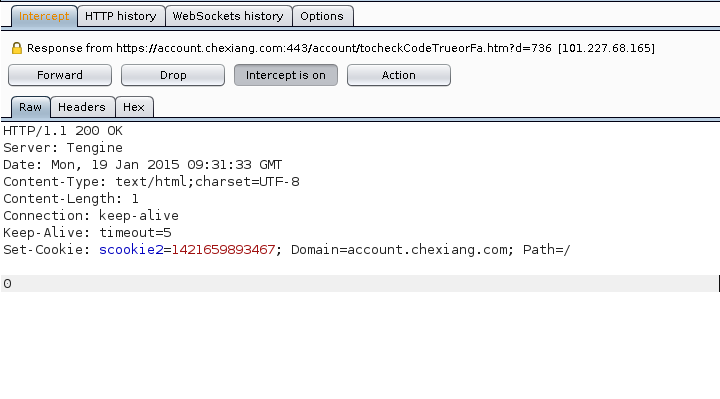 Intercept HTTP history WebSockets history Options
Response from https://account.chexiang.com:443/account/tocheckCodeTrueorFa.htm?d=736 [101.227.68.165]
Forward Drop Intercept is on Action
Raw Headers Hex
HTTP/1.1 200 OK
Server: Tengine
Date: Mon, 19 Jan 2015 09:31:33 GMT
Content-Type: text/html;charset=UTF-8
Content-Length: 1
Connection: keep-alive
Keep-Alive: timeout=5
Set-Cookie: scookie2=1421659893467; Domain=account.chexiang.com; Path=/
0